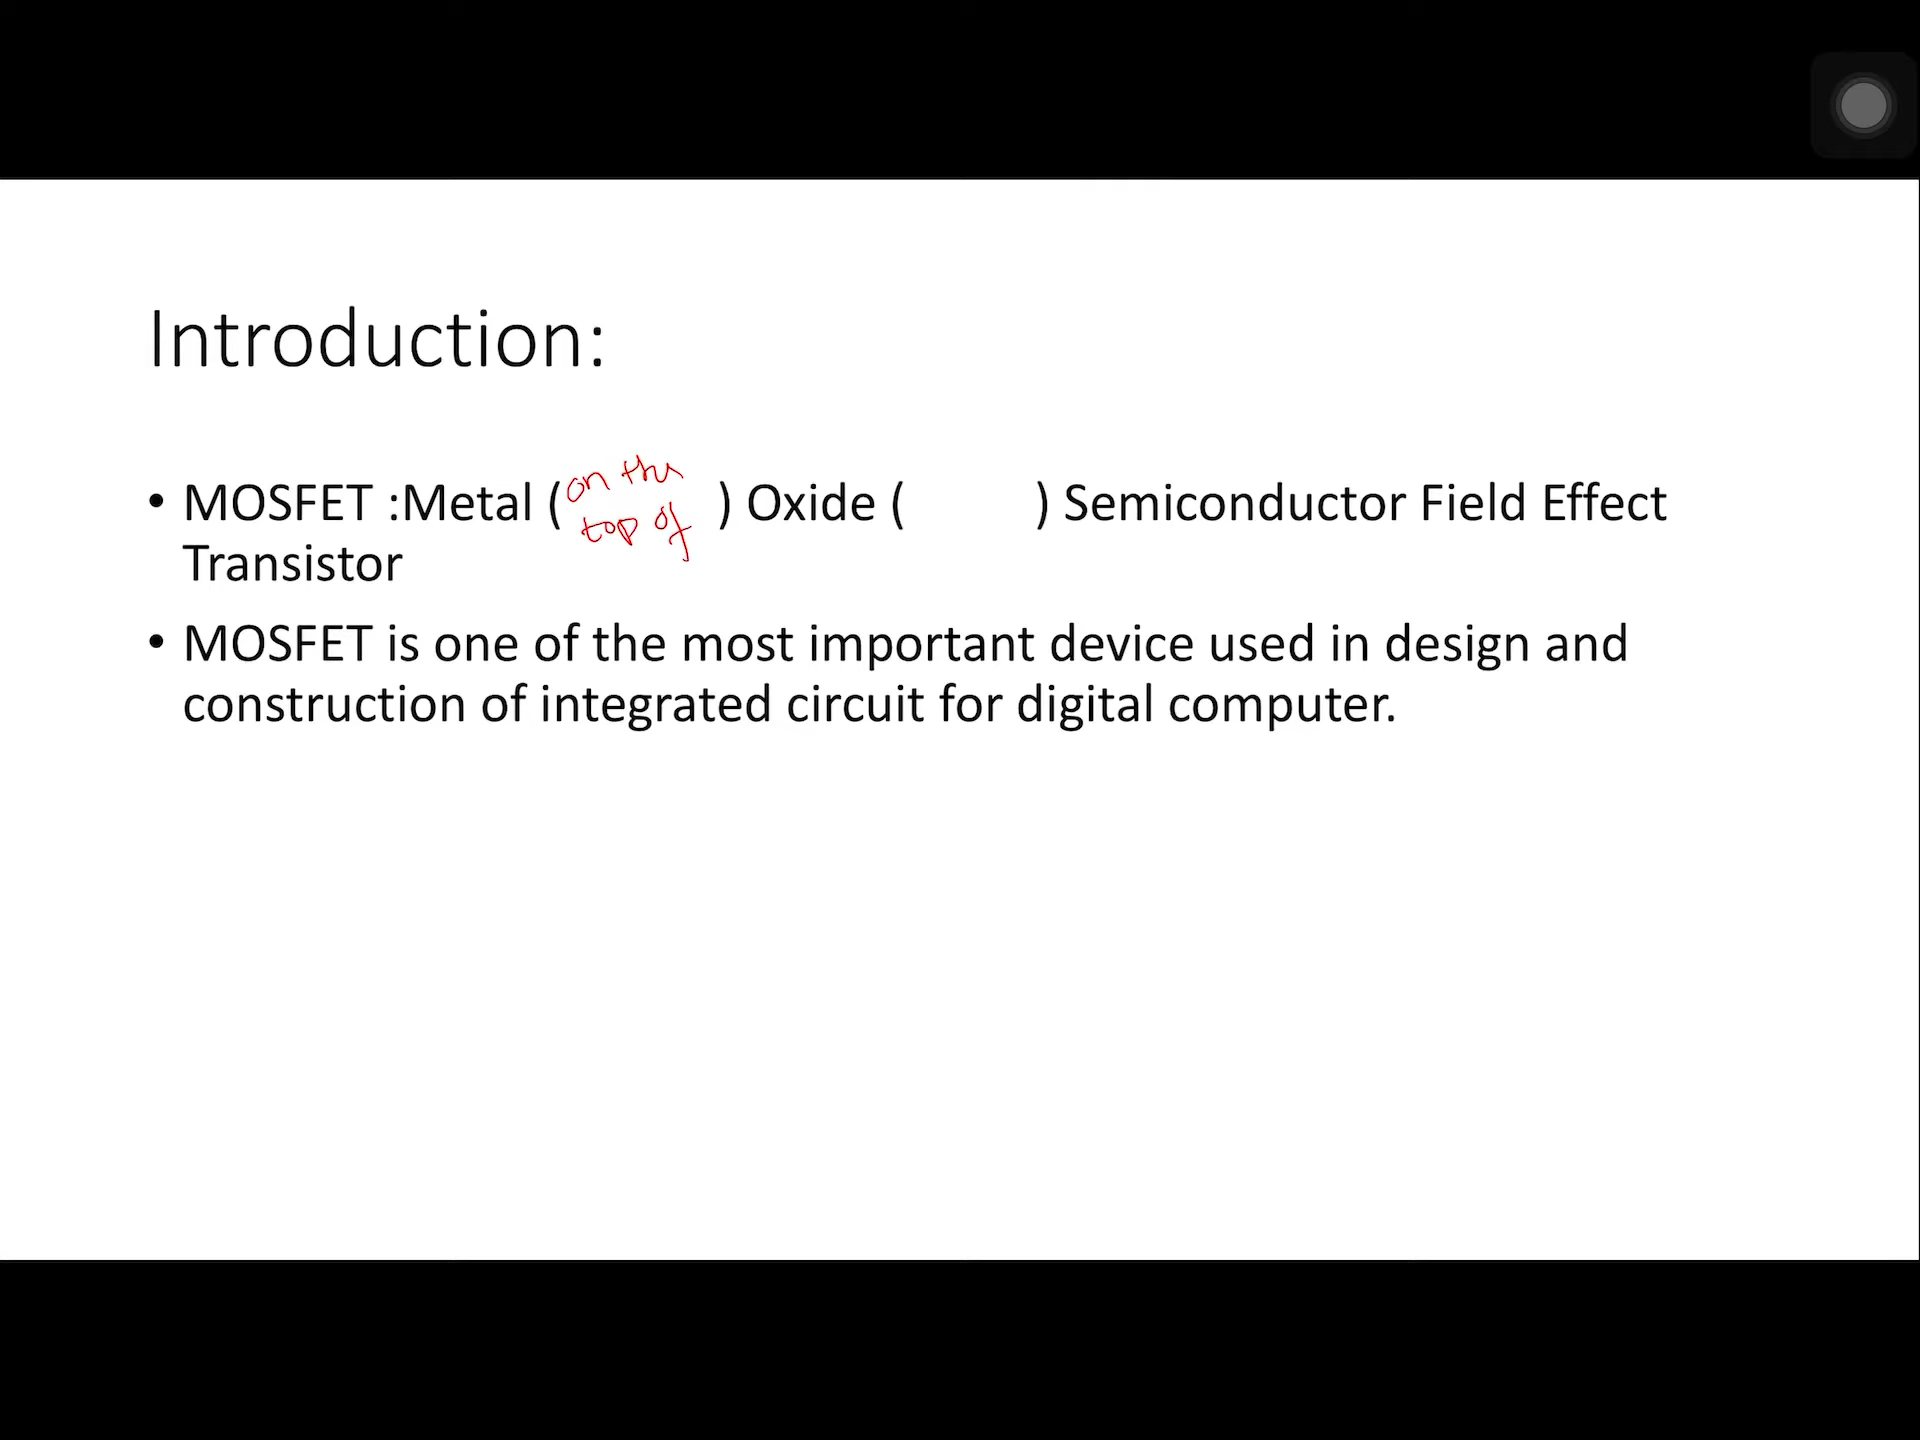 Introduction:
• MOSFET :Metal (on the top of) Oxide ( ) Semiconductor Field Effect
Transistor
• MOSFET is one of the most important device used in design and
construction of integrated circuit for digital computer.